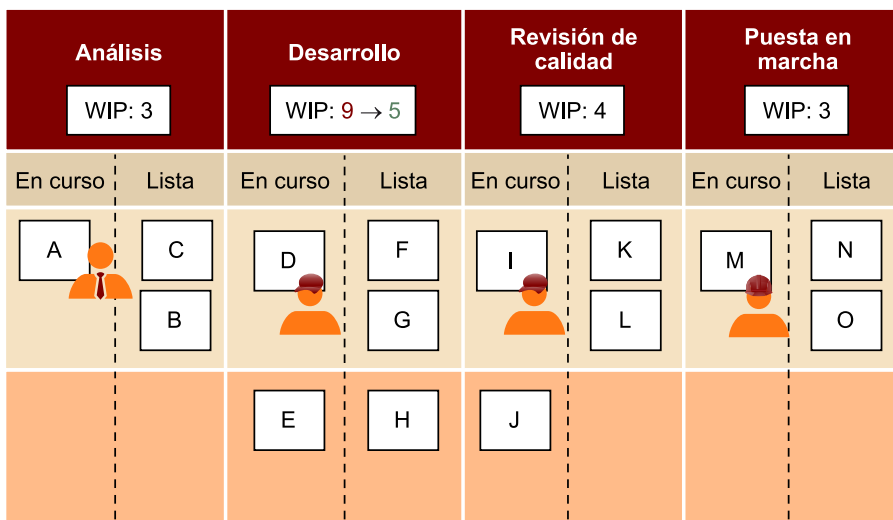 Análisis
Desarrollo
Revisión de
calidad
Puesta en
marcha
WIP: 3
WIP: 9 → 5
WIP: 4
WIP: 3
En curso
Lista
En curso
Lista
En curso
Lista
En curso
Lista
A
C
D
F
I
K
M
N
B
G
L
O
E
H
J